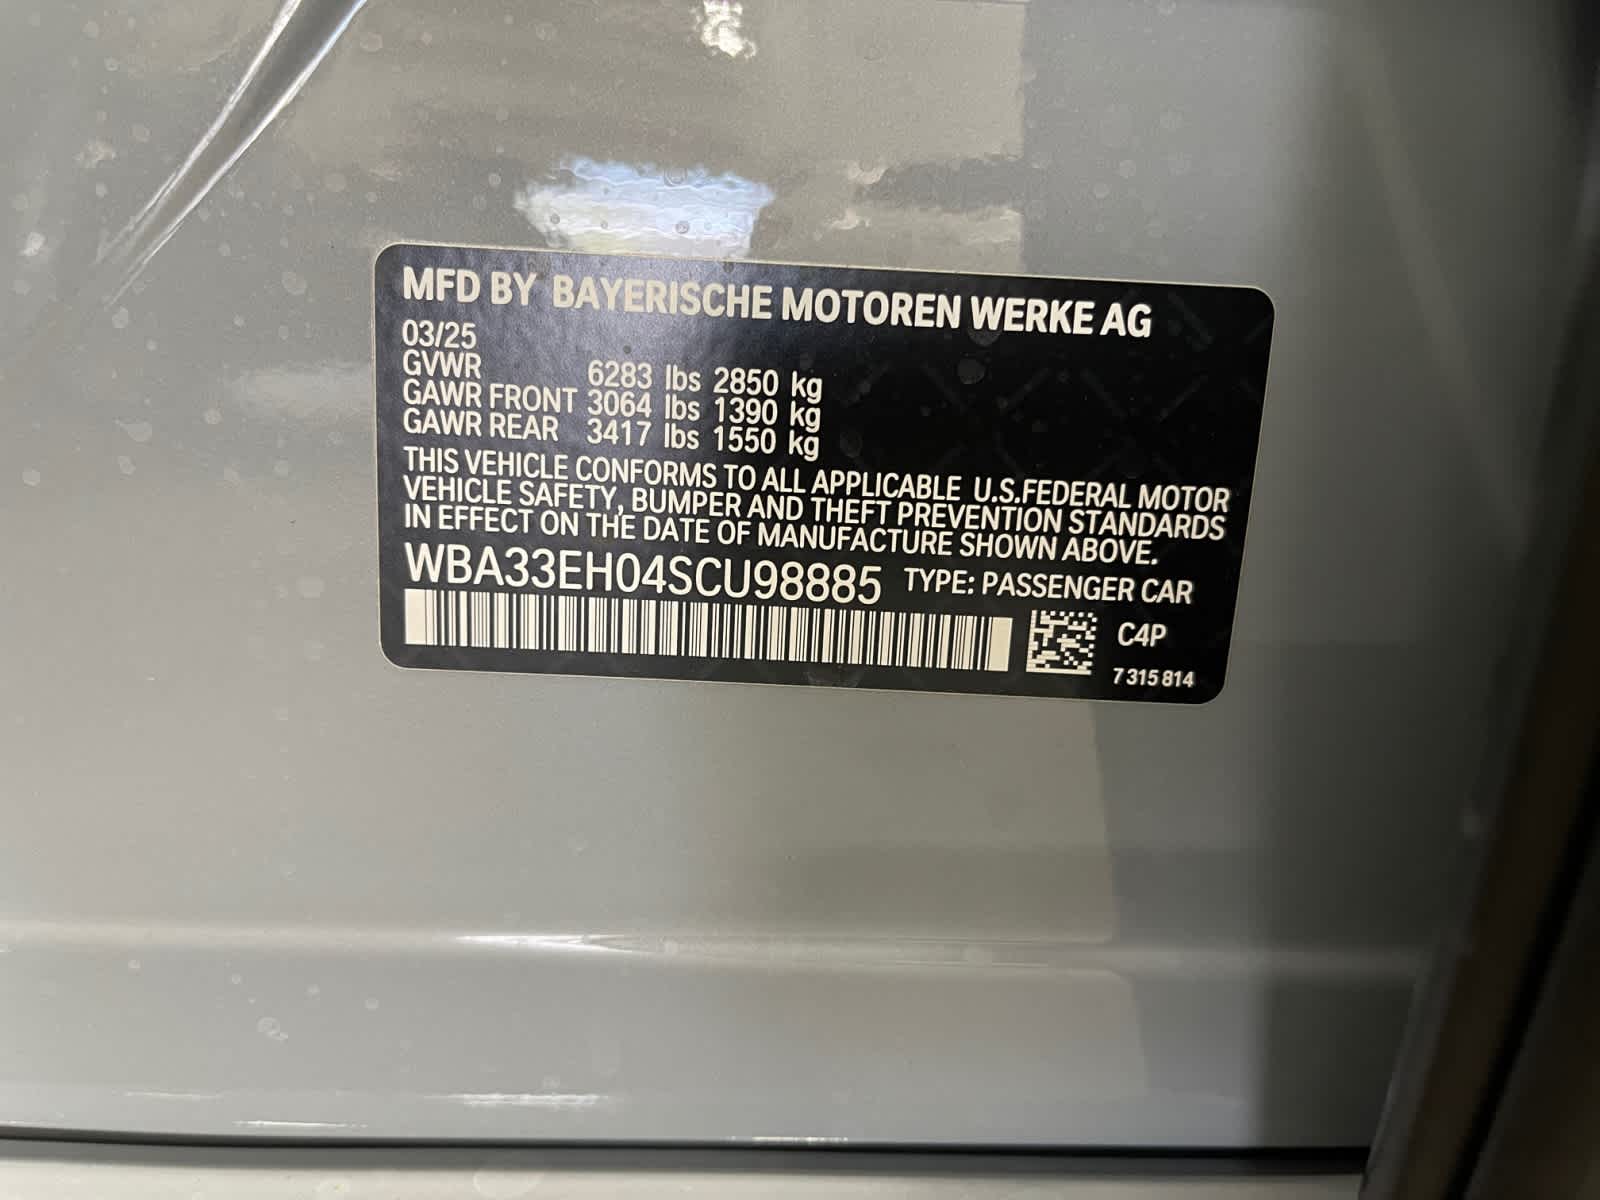 MFD BY BAYERISCHE MOTOREN WERKE AG
03/25
GVWR 6283 lbs 2850 kg
GAWR FRONT 3064 lbs 1390 kg
GAWR REAR 3417 lbs 1550 kg
THIS VEHICLE CONFORMS TO ALL APPLICABLE U.S.FEDERAL MOTOR
VEHICLE SAFETY, BUMPER AND THEFT PREVENTION STANDARDS
IN EFFECT ON THE DATE OF MANUFACTURE SHOWN ABOVE.
WBA33EH04SCU98885 TYPE: PASSENGER CAR
C4P
7 315 814